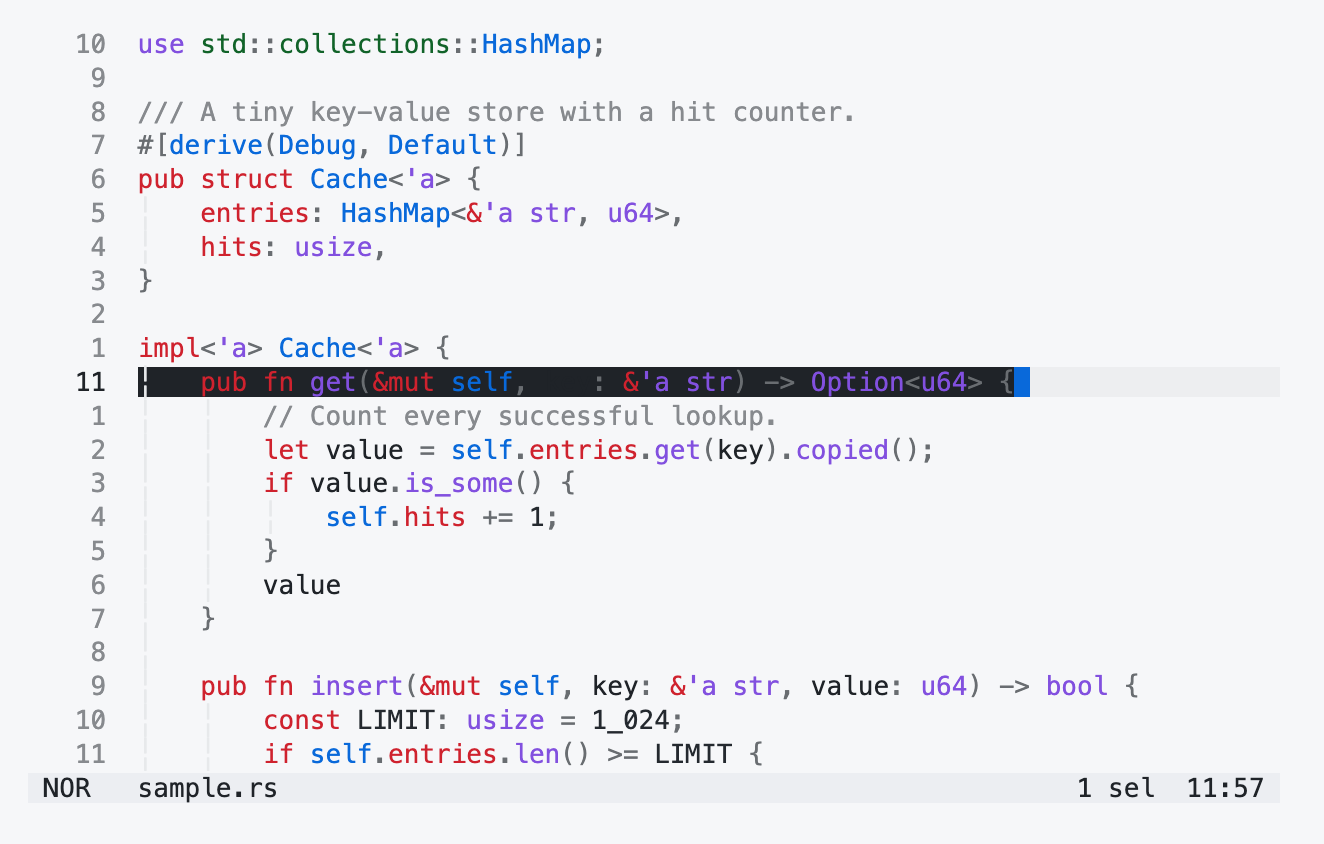 10 use std::collections::HashMap;
9
8 /// A tiny key-value store with a hit counter.
7 #[derive(Debug, Default)]
6 pub struct Cache<'a> {
5     entries: HashMap<&'a str, u64>,
4     hits: usize,
3 }
2
1 impl<'a> Cache<'a> {
11     pub fn get(&mut self,    : &'a str) -> Option<u64> {
1         // Count every successful lookup.
2         let value = self.entries.get(key).copied();
3         if value.is_some() {
4             self.hits += 1;
5         }
6         value
7     }
8
9     pub fn insert(&mut self, key: &'a str, value: u64) -> bool {
10         const LIMIT: usize = 1_024;
11         if self.entries.len() >= LIMIT {
NOR sample.rs 1 sel 11:57